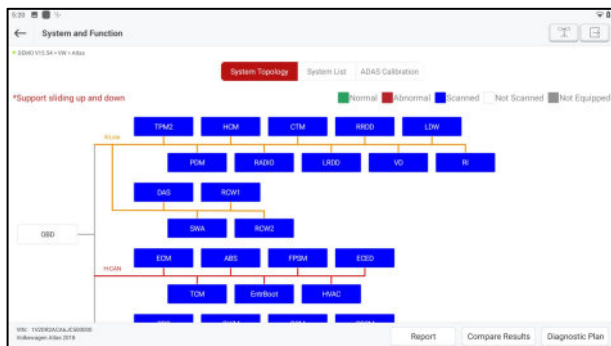 5:20
System and Function
DEMO V15.54 > VW > Atlas
System Topology System List ADAS Calibration
*Support sliding up and down
Normal Abnormal Scanned Not Scanned Not Equipped
TPM2 HCM CTM RRDD LDW
PDM RADIO LRDD VD RI
DAS RCW1
SWA RCW2
OBD
ECM ABS FPSM ECED
H-CAN
TCM EntrBoot HVAC
Volkswagen Atlas 2018
Report Compare Results Diagnostic Plan